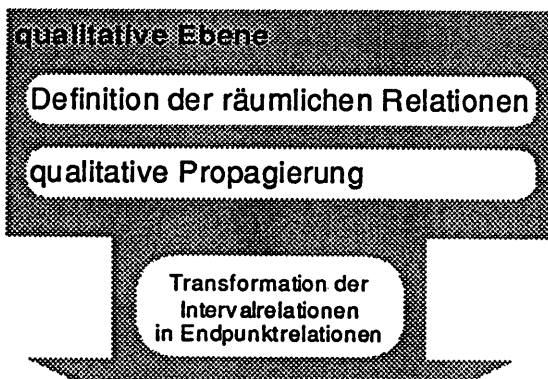 qualitative Ebene
Definition der räumlichen Relationen
qualitative Propagierung
Transformation der
Intervalrelationen
in Endpunktrelationen